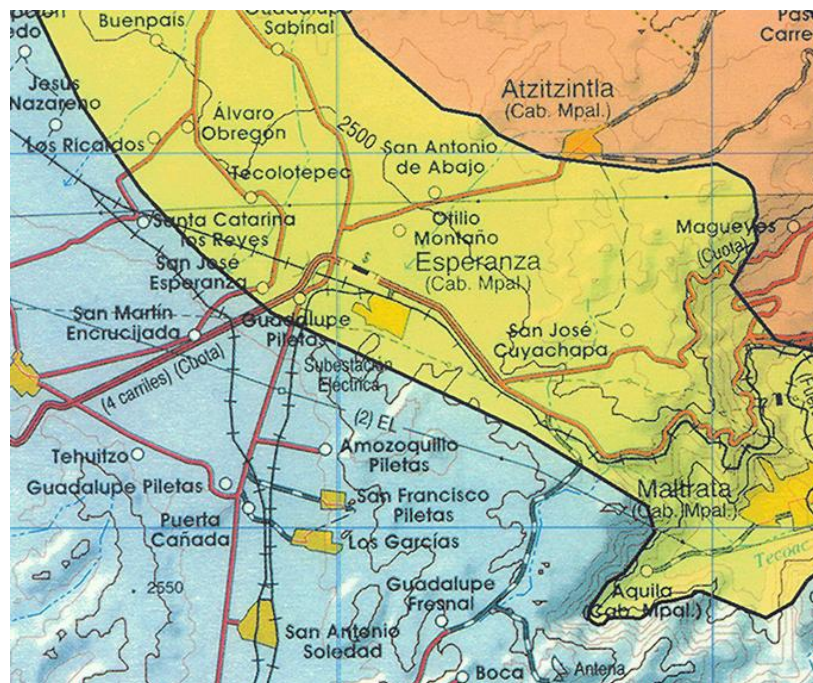 Buenpaís
Sabinal
Jesús
Nazareno
Atzitzintla
(Cab. Mpal.)
Álvaro
Obregón
2500
Los Ricardos
San Antonio
de Abajo
Tecolotepec
Santa Catarina
los Reyes
Otilio
Montaño
Magueyes
(Cuota)
San José
Esperanza
Esperanza
(Cab. Mpal.)
San Martín
Encrucijada
Guadalupe
Piletas
San José
Cuyachapa
Subestación
Eléctrica
(4 carriles) (Cuota)
(2) EL
Tehuitzo
Amozoquillo
Piletas
Guadalupe Piletas
San Francisco
Piletas
Maltrata
(Cab. Mpal.)
Puerta
Cañada
Los Garcías
Tecoac
2550
Guadalupe
Fresnal
Aquila
(Cab. Mpal.)
San Antonio
Soledad
Boca
Antena